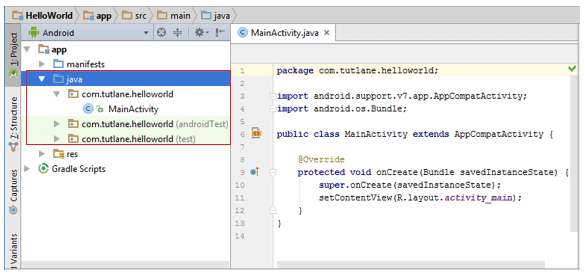 HelloWorld app src main java
1: Project
7: Structure
Captures
d Variants
Android
app
manifests
java
com.tutlane.helloworld
MainActivity
com.tutlane.helloworld (androidTest)
com.tutlane.helloworld (test)
res
Gradle Scripts
MainActivity.java ×
1 package com.tutlane.helloworld;
2
3 import android.support.v7.app.AppCompatActivity;
4 import android.os.Bundle;
5
6 public class MainActivity extends AppCompatActivity {
7
8 @Override
9 protected void onCreate(Bundle savedInstanceState) {
10 super.onCreate(savedInstanceState);
11 setContentView(R.layout.activity_main);
12 }
13 }
14